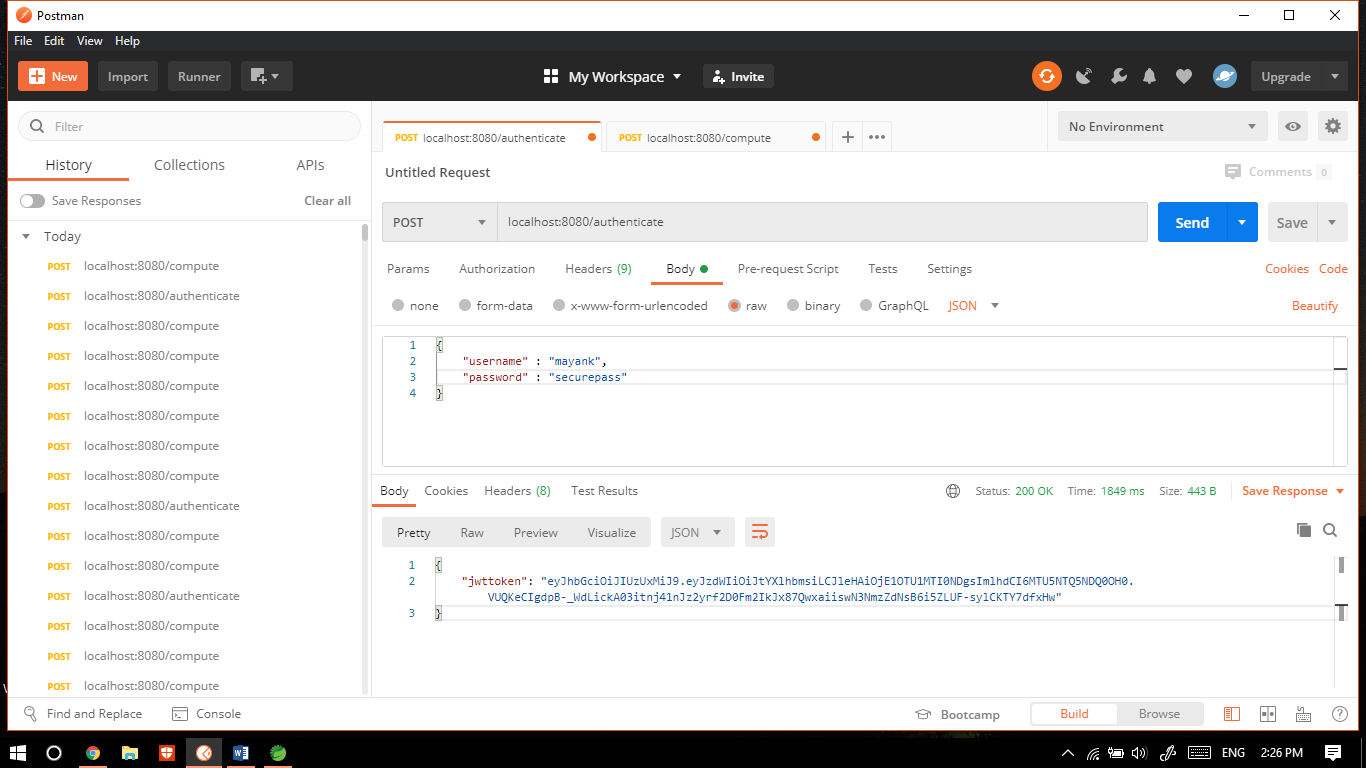 Postman
File Edit View Help
New Import Runner My Workspace Invite Upgrade
Filter
History Collections APIs
Save Responses Clear all
Today
POST localhost:8080/compute
POST localhost:8080/authenticate
POST localhost:8080/compute
POST localhost:8080/compute
POST localhost:8080/compute
POST localhost:8080/compute
POST localhost:8080/compute
POST localhost:8080/compute
POST localhost:8080/authenticate
POST localhost:8080/compute
POST localhost:8080/compute
POST localhost:8080/authenticate
POST localhost:8080/compute
POST localhost:8080/compute
POST localhost:8080/compute
POST localhost:8080/authenticate POST localhost:8080/compute No Environment
Untitled Request Comments 0
POST localhost:8080/authenticate Send Save
Params Authorization Headers (9) Body Pre-request Script Tests Settings Cookies Code
none form-data x-www-form-urlencoded raw binary GraphQL JSON Beautify
1 {
2 "username" : "mayank",
3 "password" : "securepass"
4 }
Body Cookies Headers (8) Test Results Status: 200 OK Time: 1849 ms Size: 443 B Save Response
Pretty Raw Preview Visualize JSON
1 {
2 "jwttoken": "eyJhbGciOiJIUzUxMiJ9.eyJzdWIiOiJtYXlhbmsiLCJleHAiOjE1OTU1MTI0NDgsImlhdCI6MTU5NTQ5NDQ0OH0.
VUQKeCIgdpB-_WdLickA03itnj41nJz2yrf2D0Fm2IkJx87QwxaiiswN3NmzZdNsB6i5ZLUF-sylCKTY7dfxHw"
3 }
Find and Replace Console Bootcamp Build Browse
ENG 2:26 PM